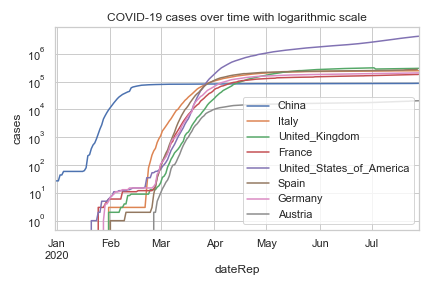 COVID-19 cases over time with logarithmic scale
cases
10^6
10^5
10^4
10^3
10^2
10^1
10^0
China
Italy
United_Kingdom
France
United_States_of_America
Spain
Germany
Austria
Jan Feb Mar Apr May Jun Jul
2020
dateRep